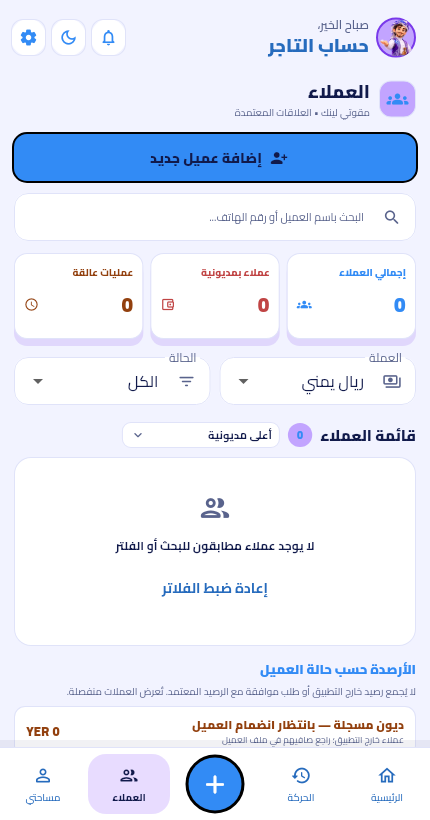 صباح الخير،
حساب التاجر
العملاء
مقوتي لينك • العلاقات المعتمدة
إضافة عميل جديد
البحث باسم العميل أو رقم الهاتف...
إجمالي العملاء
0
عملاء بمديونية
0
عمليات عالقة
0
العملة
ريال يمني
الحالة
الكل
قائمة العملاء
0
أعلى مديونية
لا يوجد عملاء مطابقون للبحث أو الفلتر
إعادة ضبط الفلاتر
الأرصدة حسب حالة العميل
لا يُجمع رصيد خارج التطبيق أو طلب موافقة مع الرصيد المعتمد. تُعرض العملات منفصلة.
ديون مسجلة — بانتظار انضمام العميل
YER 0
عملاء خارج التطبيق؛ راجع صافيهم في ملف العميل
الرئيسية
الحركة
العملاء
مساحتي